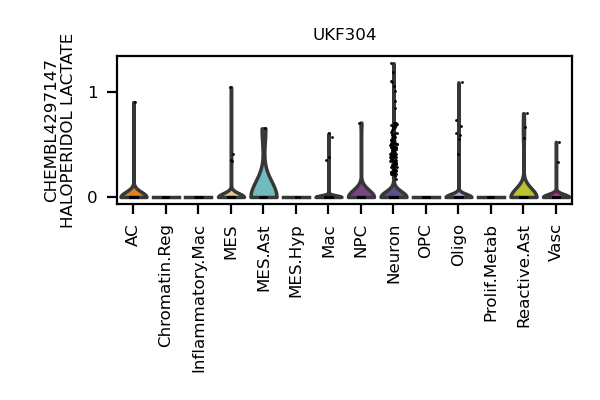 UKF304
CHEMBL4297147
HALOPERIDOL LACTATE
1
0
AC
Chromatin.Reg
Inflammatory.Mac
MES
MES.Ast
MES.Hyp
Mac
NPC
Neuron
OPC
Oligo
Prolif.Metab
Reactive.Ast
Vasc